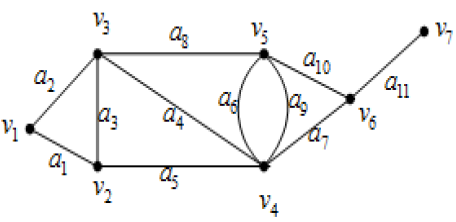 v₃ a₈ v₅ v₇
a₂ a₁₀
a₃ a₄ a₆ a₉ a₁₁
v₁ v₆
a₁ a₇
a₅
v₂ v₄